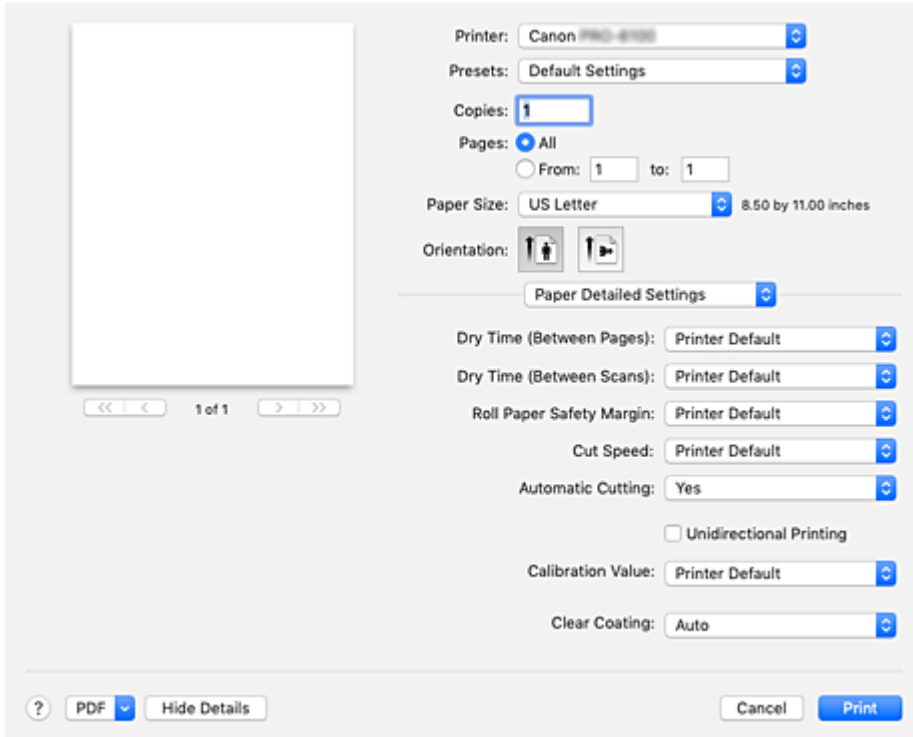 Printer: Canon
Presets: Default Settings
Copies: 1
Pages: All
From: 1 to: 1
Paper Size: US Letter 8.50 by 11.00 inches
Orientation:
Paper Detailed Settings
Dry Time (Between Pages): Printer Default
Dry Time (Between Scans): Printer Default
Roll Paper Safety Margin: Printer Default
Cut Speed: Printer Default
Automatic Cutting: Yes
Unidirectional Printing
Calibration Value: Printer Default
Clear Coating: Auto
<< < 1 of 1 > >>
? PDF Hide Details Cancel Print